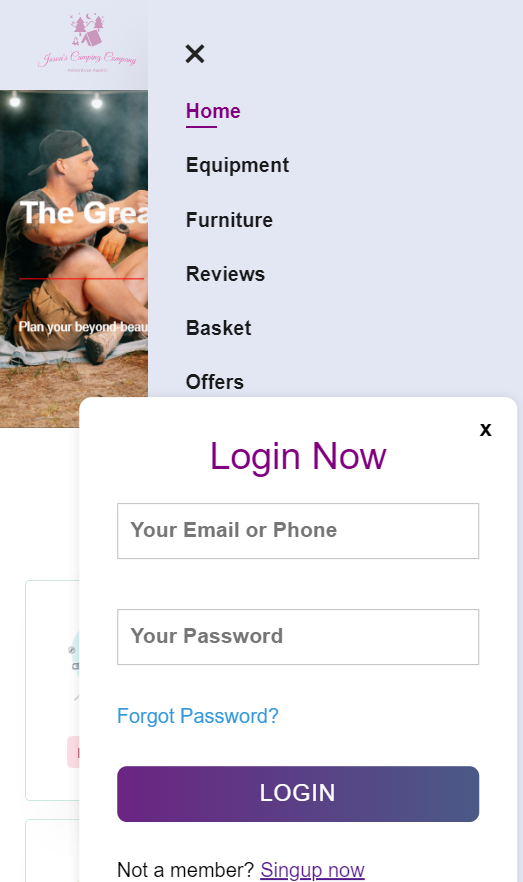 Jason's Camping Company
Home
Equipment
Furniture
The Grea
Reviews
Plan your beyond-beau
Basket
Offers
x
Login Now
Your Email or Phone
Your Password
Forgot Password?
LOGIN
Not a member? Singup now